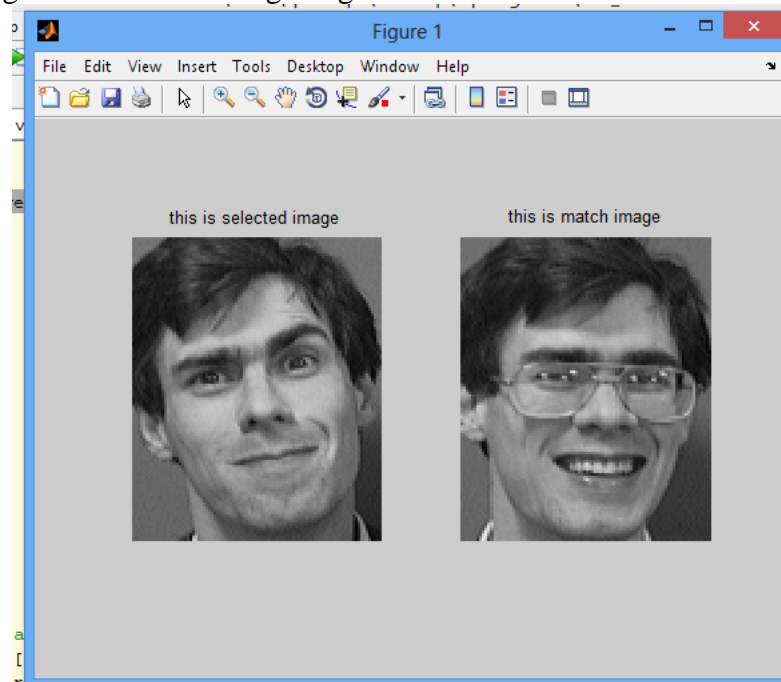 Figure 1
File Edit View Insert Tools Desktop Window Help
this is selected image
this is match image